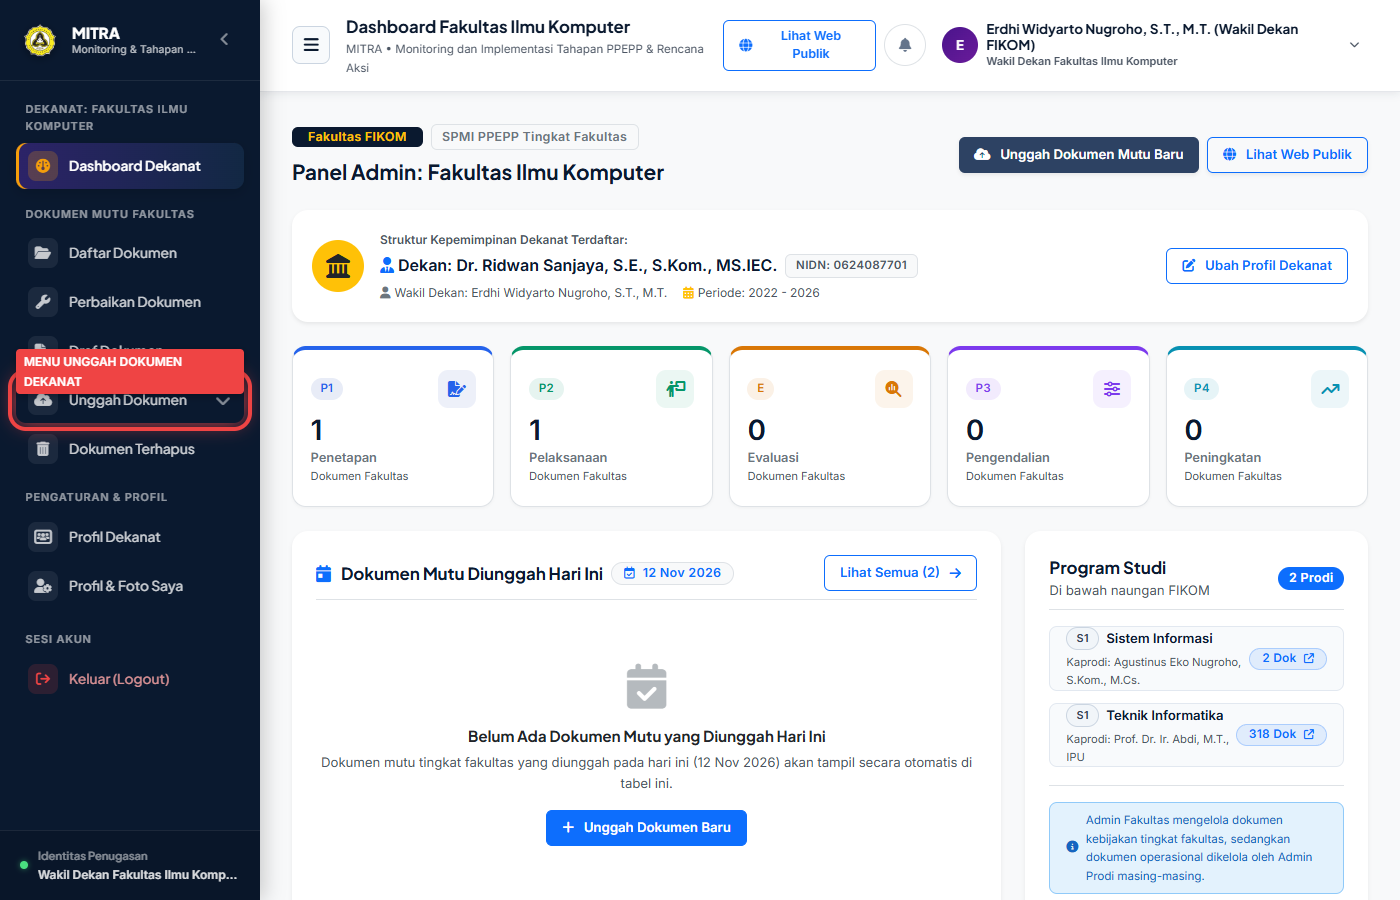 MITRA
Monitoring & Tahapan ...
DEKANAT: FAKULTAS ILMU
KOMPUTER
Dashboard Dekanat
DOKUMEN MUTU FAKULTAS
Daftar Dokumen
Perbaikan Dokumen
MENU UNGGAH DOKUMEN
DEKANAT
Unggah Dokumen
Dokumen Terhapus
PENGATURAN & PROFIL
Profil Dekanat
Profil & Foto Saya
SESI AKUN
Keluar (Logout)
Identitas Penugasan
Wakil Dekan Fakultas Ilmu Komp...
Dashboard Fakultas Ilmu Komputer
MITRA • Monitoring dan Implementasi Tahapan PPEPP & Rencana
Aksi
Lihat Web
Publik
E
Erdhi Widyarto Nugroho, S.T., M.T. (Wakil Dekan
FIKOM)
Wakil Dekan Fakultas Ilmu Komputer
Fakultas FIKOM
SPMI PPEPP Tingkat Fakultas
Panel Admin: Fakultas Ilmu Komputer
Unggah Dokumen Mutu Baru
Lihat Web Publik
Struktur Kepemimpinan Dekanat Terdaftar:
Dekan: Dr. Ridwan Sanjaya, S.E., S.Kom., MS.IEC.
NIDN: 0624087701
Wakil Dekan: Erdhi Widyarto Nugroho, S.T., M.T.
Periode: 2022 - 2026
Ubah Profil Dekanat
P1
1
Penetapan
Dokumen Fakultas
P2
1
Pelaksanaan
Dokumen Fakultas
E
0
Evaluasi
Dokumen Fakultas
P3
0
Pengendalian
Dokumen Fakultas
P4
0
Peningkatan
Dokumen Fakultas
Dokumen Mutu Diunggah Hari Ini
12 Nov 2026
Lihat Semua (2)
Belum Ada Dokumen Mutu yang Diunggah Hari Ini
Dokumen mutu tingkat fakultas yang diunggah pada hari ini (12 Nov 2026) akan tampil secara otomatis di
tabel ini.
Unggah Dokumen Baru
Program Studi
Di bawah naungan FIKOM
2 Prodi
S1
Sistem Informasi
Kaprodi: Agustinus Eko Nugroho,
S.Kom., M.Cs.
2 Dok
S1
Teknik Informatika
Kaprodi: Prof. Dr. Ir. Abdi, M.T.,
IPU
318 Dok
Admin Fakultas mengelola dokumen
kebijakan tingkat fakultas, sedangkan
dokumen operasional dikelola oleh Admin
Prodi masing-masing.